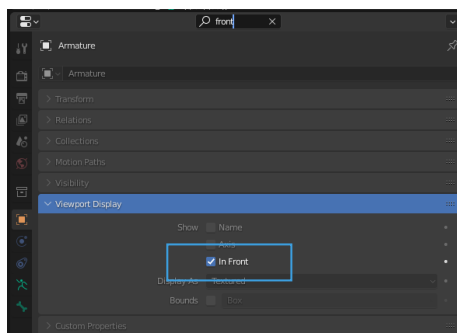 front
Armature
Armature
Transform
Relations
Collections
Motion Paths
Visibility
Viewport Display
Show Name
Axis
In Front
Display As Textured
Bounds Box
Custom Properties